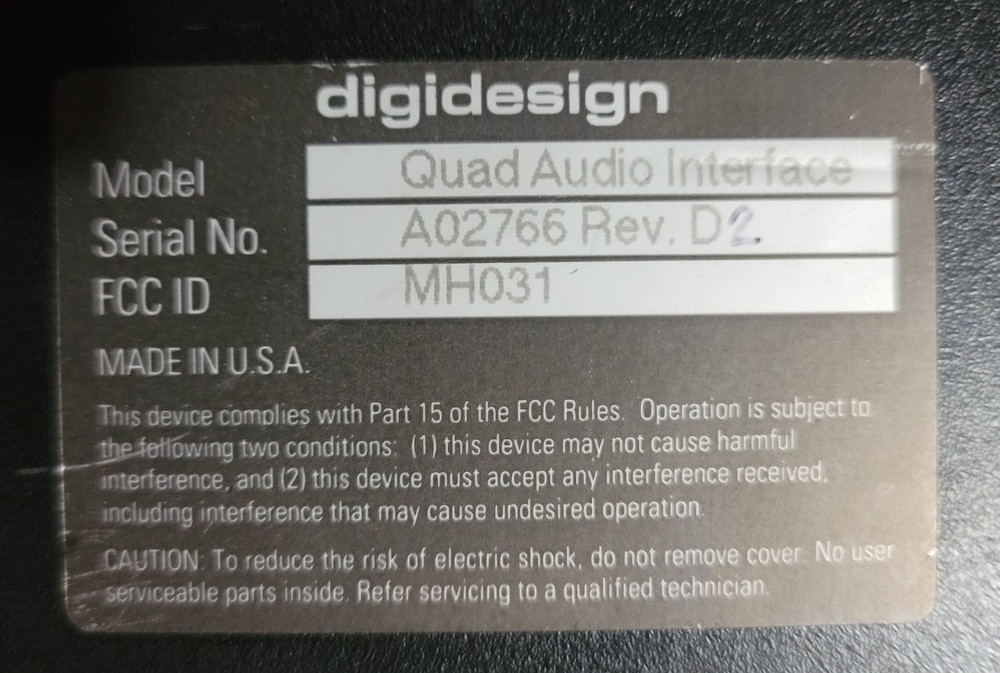 digidesign
Model Quad Audio Interface
Serial No. A02766 Rev. D2
FCC ID MH031
MADE IN U.S.A.
This device complies with Part 15 of the FCC Rules. Operation is subject to
the following two conditions: (1) this device may not cause harmful
interference, and (2) this device must accept any interference received,
including interference that may cause undesired operation.
CAUTION: To reduce the risk of electric shock, do not remove cover. No user
serviceable parts inside. Refer servicing to a qualified technician.